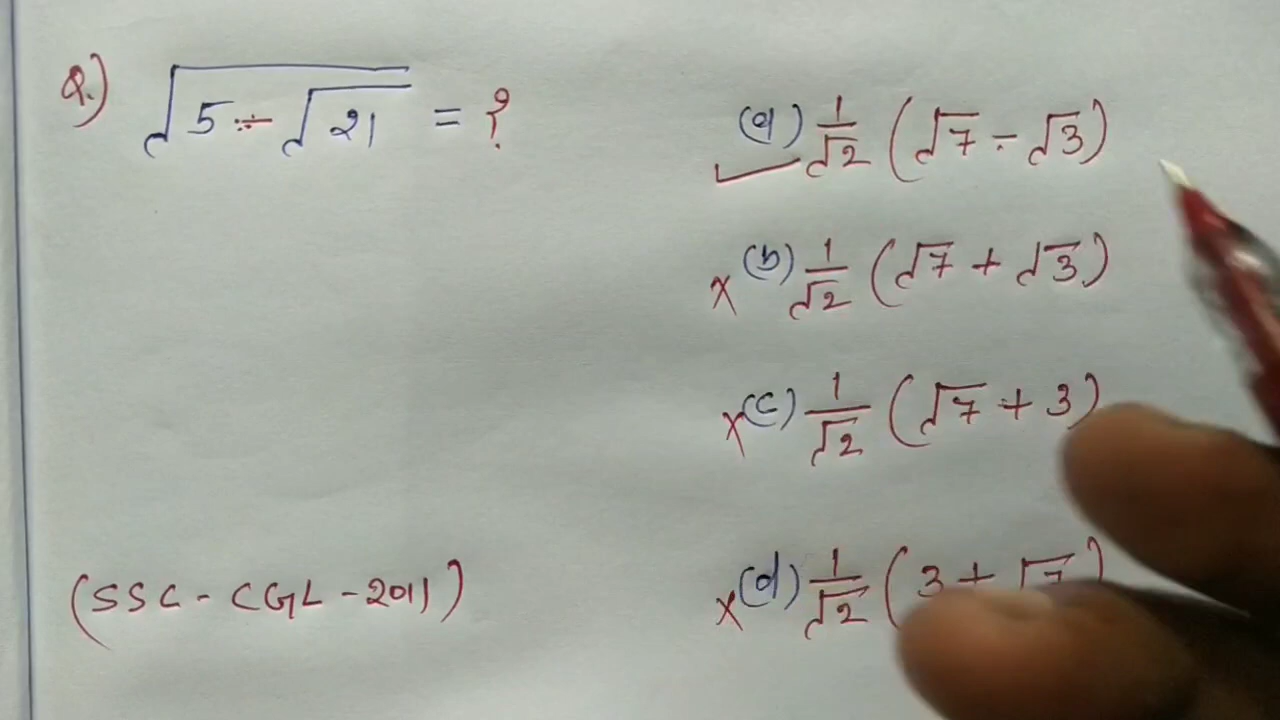 Q.) √(5 ÷ √21) = ?
(a) 1/√2 (√7 ÷ √3)
x (b) 1/√2 (√7 + √3)
x (c) 1/√2 (√7 + 3)
x (d) 1/√2 (3 + √7)
(SSC - CGL - 2011)